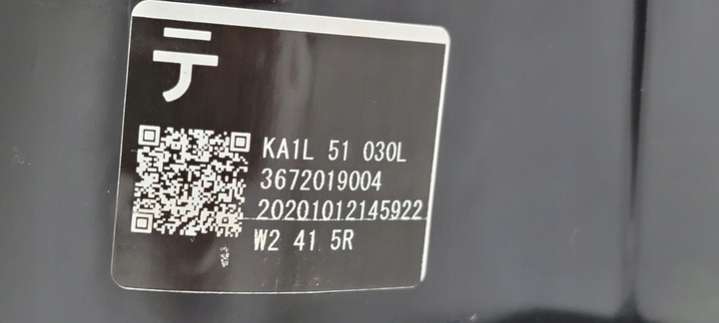 テ
KA1L 51 030L
3672019004
20201012145922
W2 41 5R